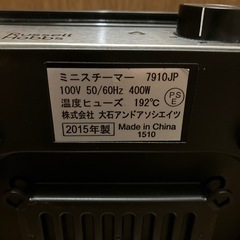 Russell Hobbs
ミニスチーマー 7910JP
100V 50/60Hz 400W
温度ヒューズ 192℃
PSE
株式会社 大石アンドアソシエイツ
2015年製
Made in China
1510